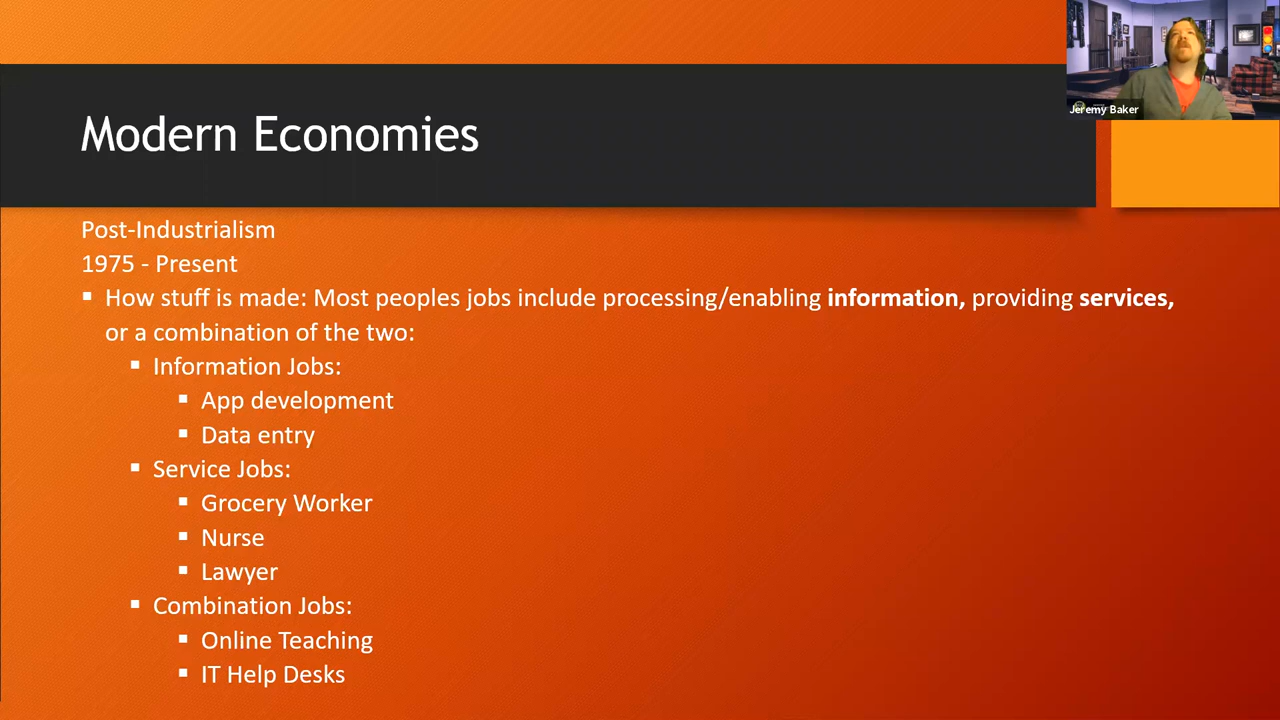 Jeremy Baker
Modern Economies
Post-Industrialism
1975 - Present
▪ How stuff is made: Most peoples jobs include processing/enabling information, providing services,
or a combination of the two:
▪ Information Jobs:
▪ App development
▪ Data entry
▪ Service Jobs:
▪ Grocery Worker
▪ Nurse
▪ Lawyer
▪ Combination Jobs:
▪ Online Teaching
▪ IT Help Desks